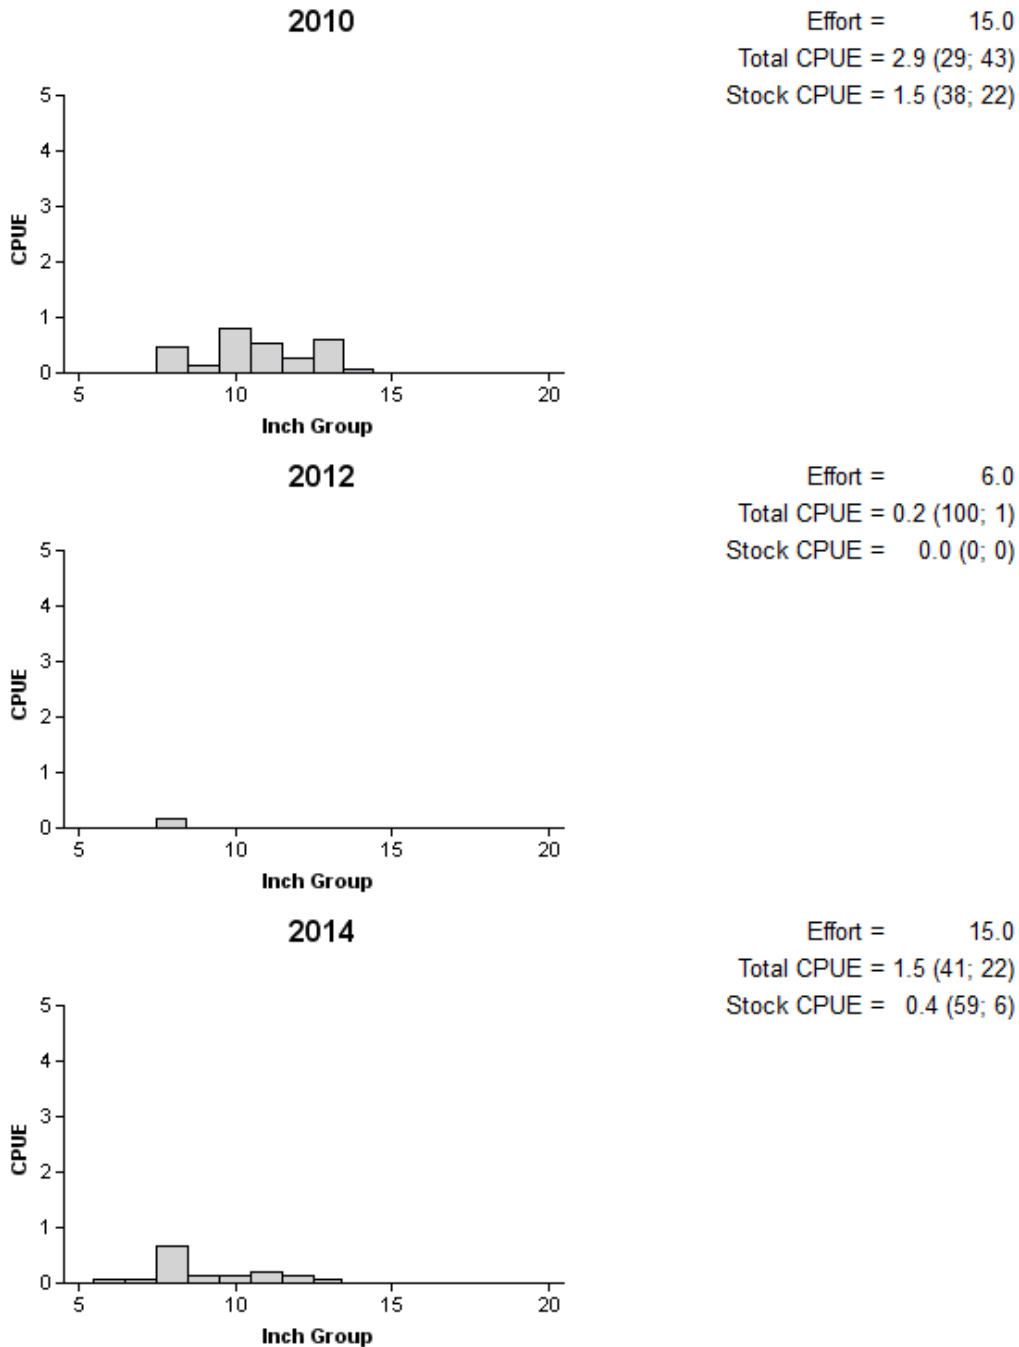 2010
Effort = 15.0
Total CPUE = 2.9 (29; 43)
Stock CPUE = 1.5 (38; 22)
5
4
3
2
1
0
CPUE
5 10 15 20
Inch Group
2012
Effort = 6.0
Total CPUE = 0.2 (100; 1)
Stock CPUE = 0.0 (0; 0)
5
4
3
2
1
0
CPUE
5 10 15 20
Inch Group
2014
Effort = 15.0
Total CPUE = 1.5 (41; 22)
Stock CPUE = 0.4 (59; 6)
5
4
3
2
1
0
CPUE
5 10 15 20
Inch Group